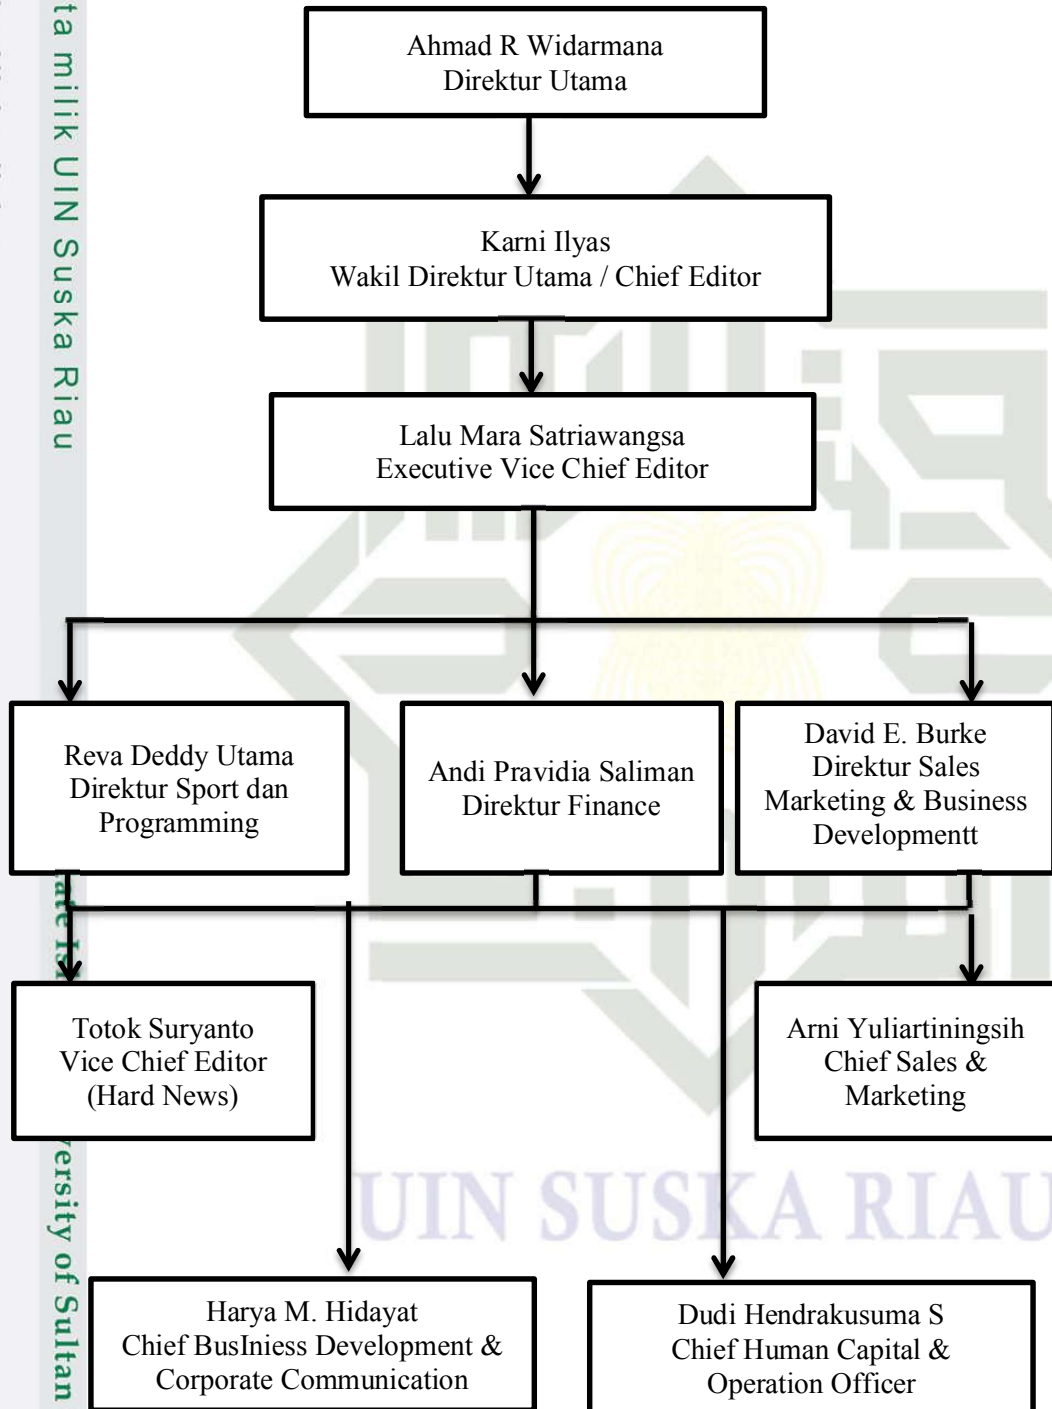 Ahmad R Widarmana
Direktur Utama
Karni Ilyas
Wakil Direktur Utama / Chief Editor
Lalu Mara Satriawangsa
Executive Vice Chief Editor
Reva Deddy Utama
Direktur Sport dan
Programming
Andi Pravidia Saliman
Direktur Finance
David E. Burke
Direktur Sales
Marketing & Business
Developmentt
Totok Suryanto
Vice Chief Editor
(Hard News)
Arni Yuliartiningsih
Chief Sales &
Marketing
Harya M. Hidayat
Chief BusIniess Development &
Corporate Communication
Dudi Hendrakusuma S
Chief Human Capital &
Operation Officer
UIN SUSKA RIAU
ta milik UIN Suska Riau
ate Isl
versity of Sultan